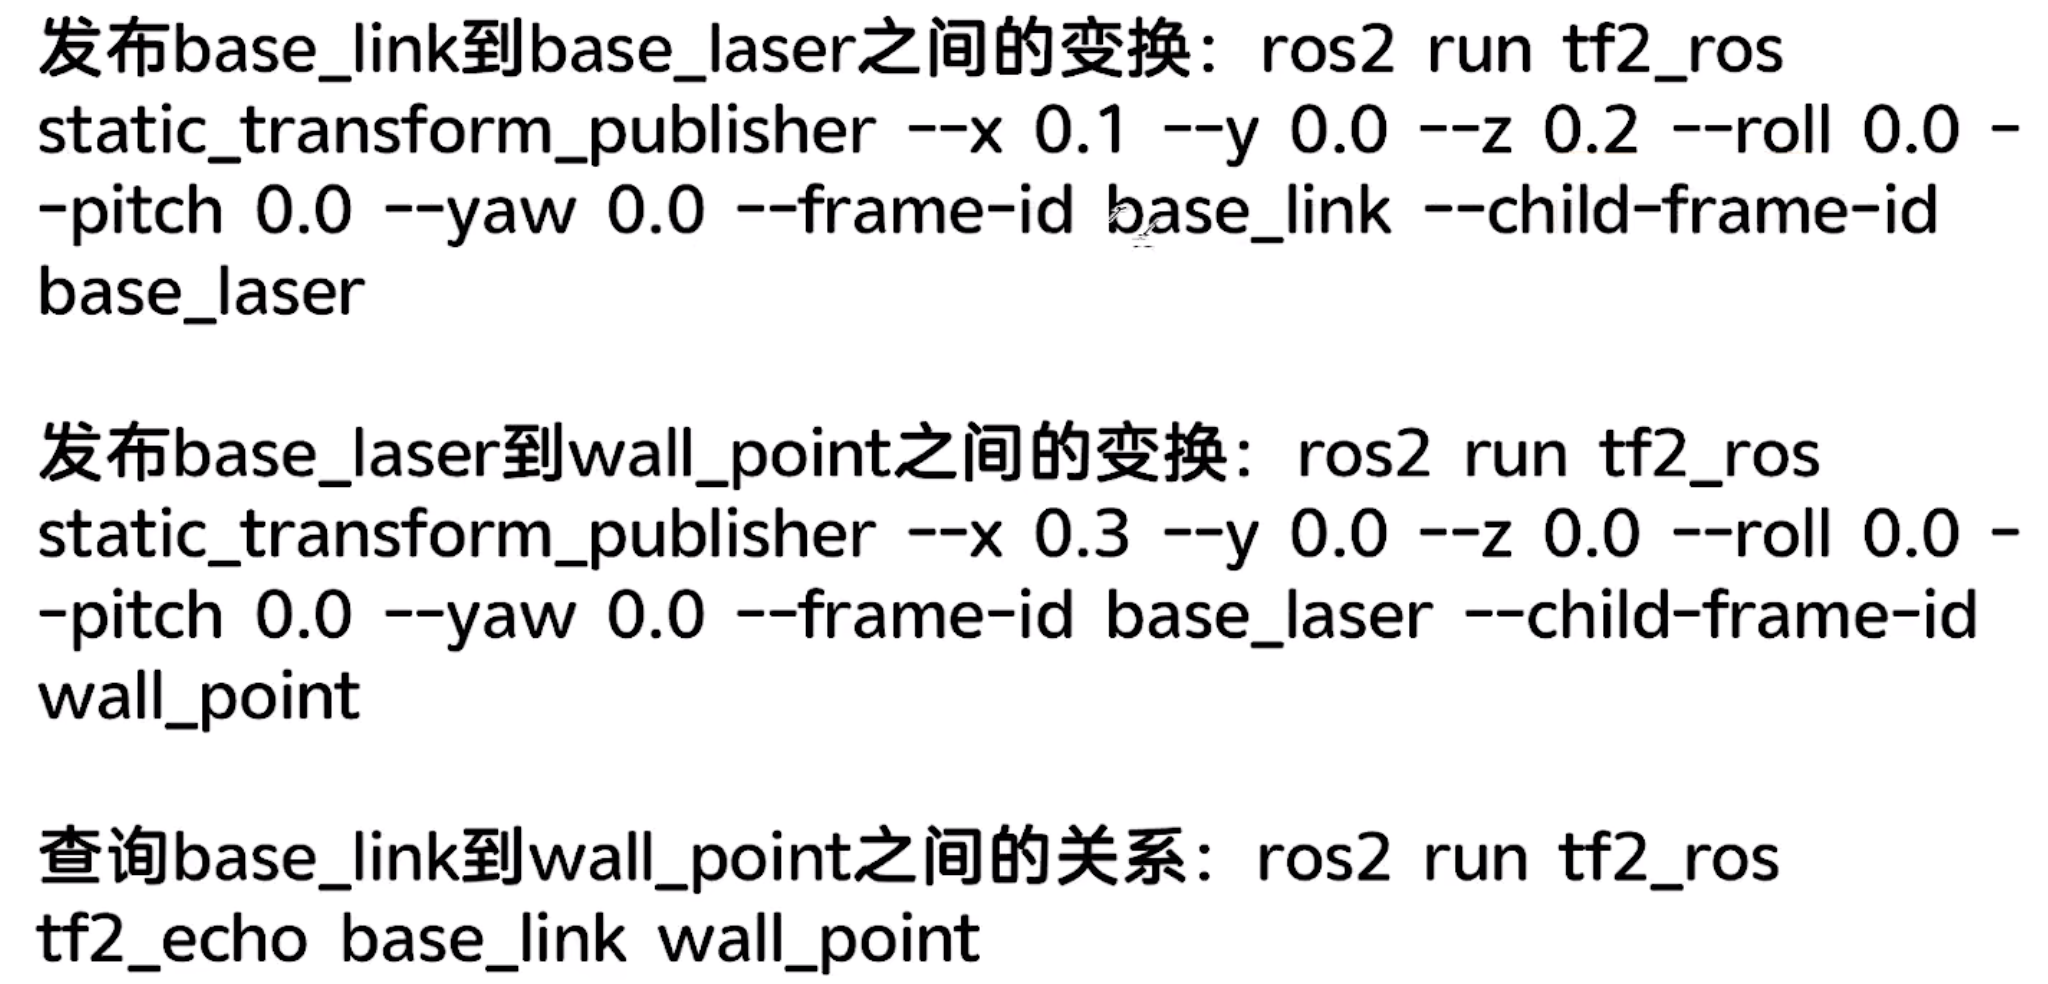 发布base_link到base_laser之间的变换：ros2 run tf2_ros
static_transform_publisher --x 0.1 --y 0.0 --z 0.2 --roll 0.0 -
-pitch 0.0 --yaw 0.0 --frame-id base_link --child-frame-id
base_laser
发布base_laser到wall_point之间的变换：ros2 run tf2_ros
static_transform_publisher --x 0.3 --y 0.0 --z 0.0 --roll 0.0 -
-pitch 0.0 --yaw 0.0 --frame-id base_laser --child-frame-id
wall_point
查询base_link到wall_point之间的关系：ros2 run tf2_ros
tf2_echo base_link wall_point